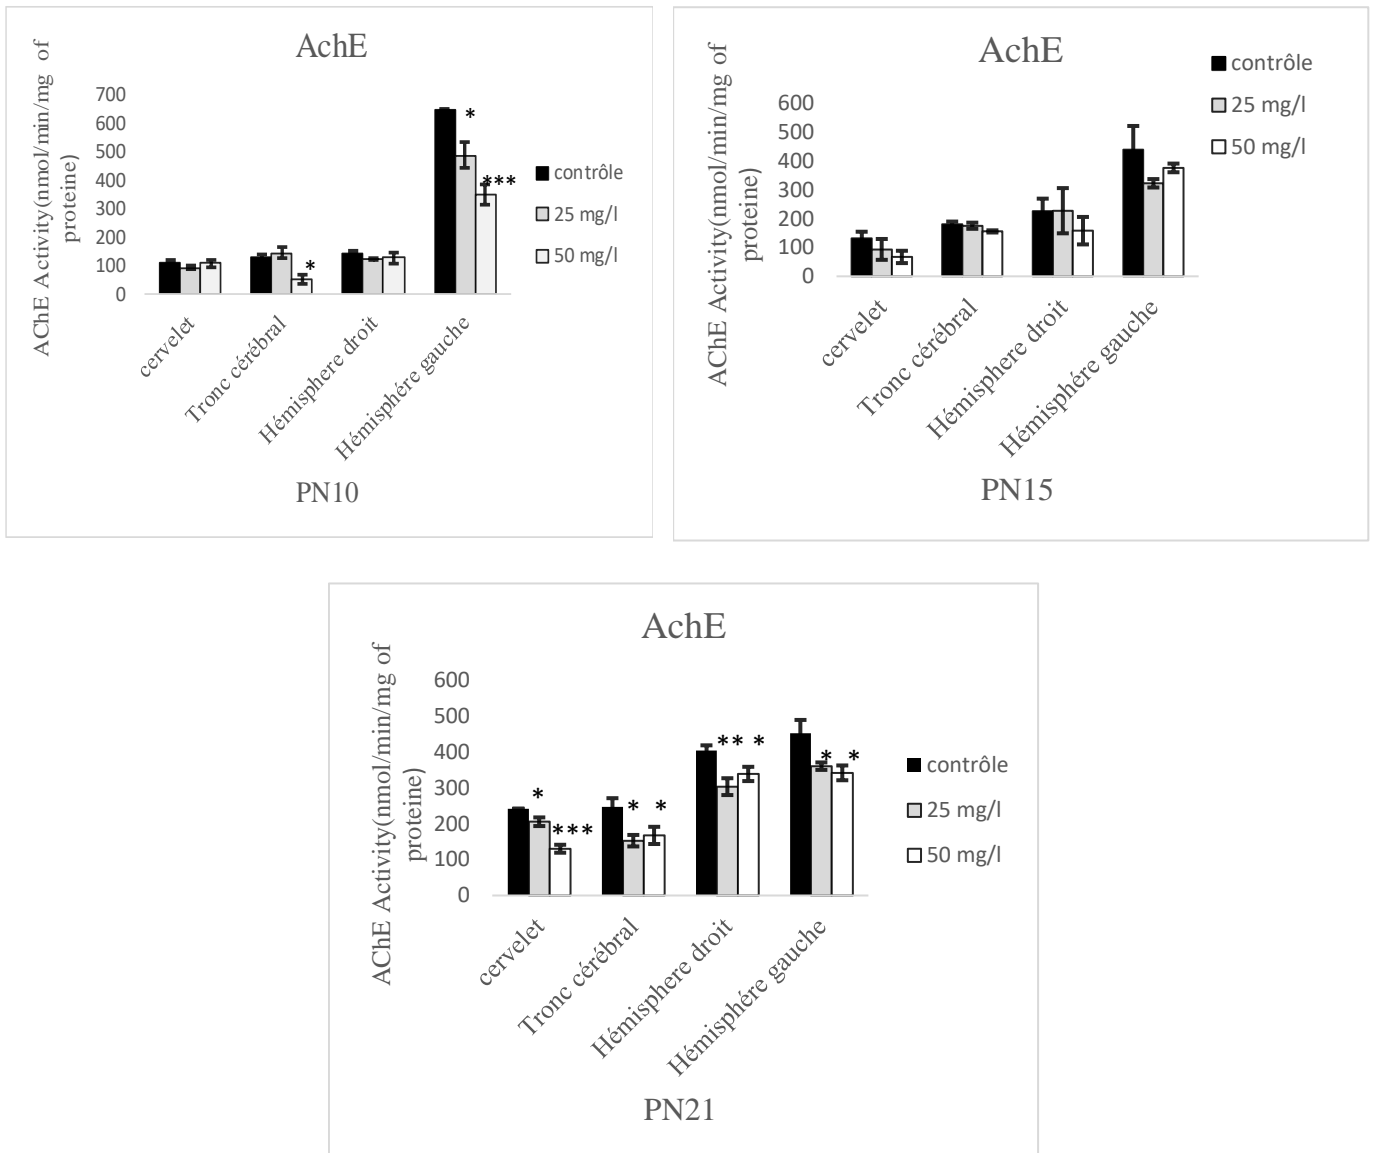 AchE
AChE Activity(nmol/min/mg of
proteine)
700
600
500
400
300
200
100
0
*
*
***
contrôle
25 mg/l
50 mg/l
cervelet
Tronc cérébral
Hémisphere droit
Hémisphére gauche
PN10
AchE
AChE Activity(nmol/min/mg of
proteine)
600
500
400
300
200
100
0
contrôle
25 mg/l
50 mg/l
cervelet
Tronc cérébral
Hémisphere droit
Hémisphére gauche
PN15
AchE
AChE Activity(nmol/min/mg of
proteine)
600
500
400
300
200
100
0
*
***
*
*
**
*
*
*
contrôle
25 mg/l
50 mg/l
cervelet
Tronc cérébral
Hémisphere droit
Hémisphére gauche
PN21